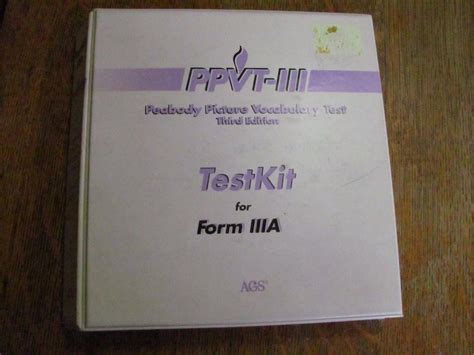 PPVT-III
Peabody Picture Vocabulary Test
Third Edition
TestKit
for
Form IIIA
AGS®